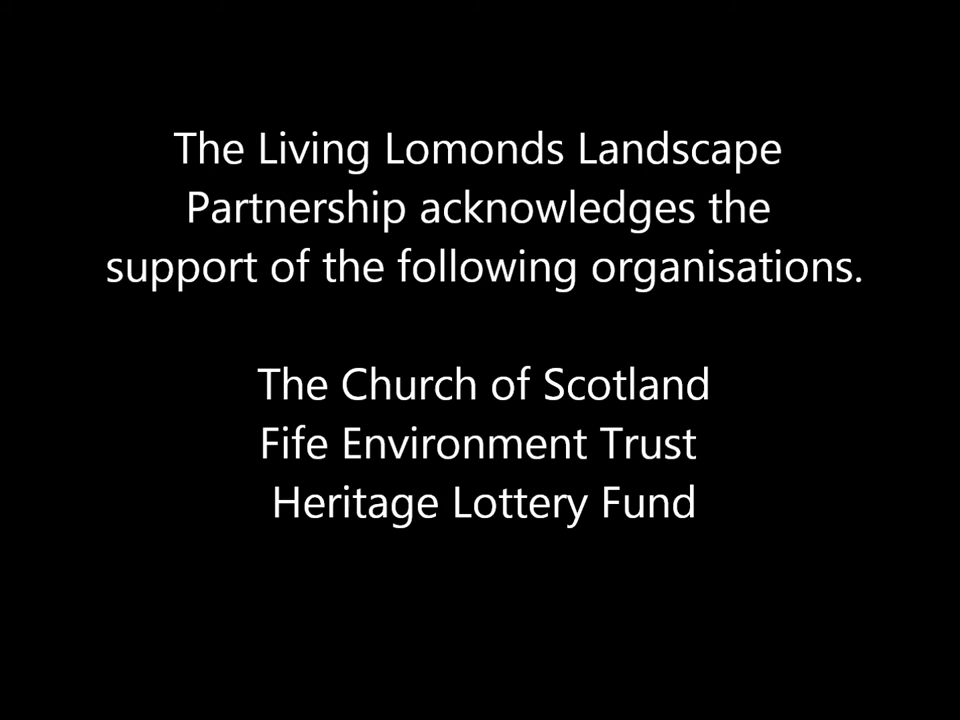 The Living Lomonds Landscape
Partnership acknowledges the
support of the following organisations.
The Church of Scotland
Fife Environment Trust
Heritage Lottery Fund